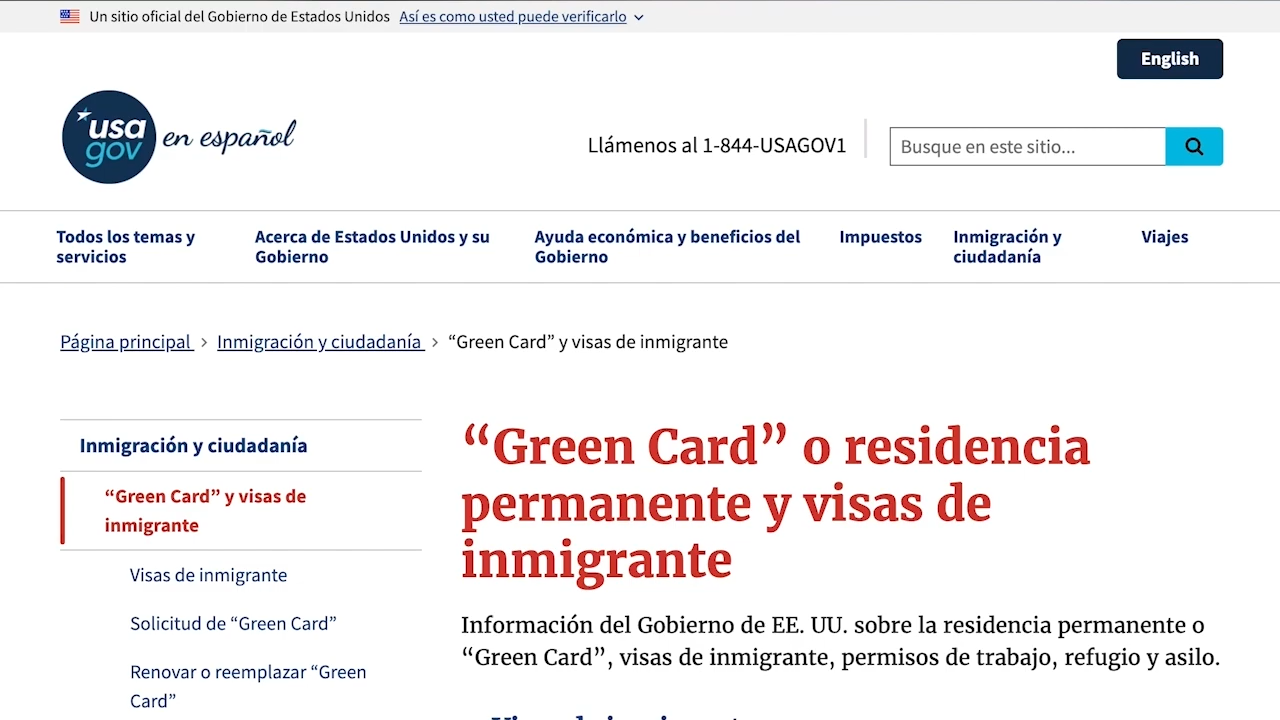 Un sitio oficial del Gobierno de Estados Unidos Así es como usted puede verificarlo
English
usa gov en español
Llámenos al 1-844-USAGOV1
Busque en este sitio...
Todos los temas y servicios
Acerca de Estados Unidos y su Gobierno
Ayuda económica y beneficios del Gobierno
Impuestos
Inmigración y ciudadanía
Viajes
Página principal › Inmigración y ciudadanía › “Green Card” y visas de inmigrante
Inmigración y ciudadanía
“Green Card” y visas de
inmigrante
Visas de inmigrante
Solicitud de “Green Card”
Renovar o reemplazar “Green
Card”
“Green Card” o residencia
permanente y visas de
inmigrante
Información del Gobierno de EE. UU. sobre la residencia permanente o
“Green Card”, visas de inmigrante, permisos de trabajo, refugio y asilo.